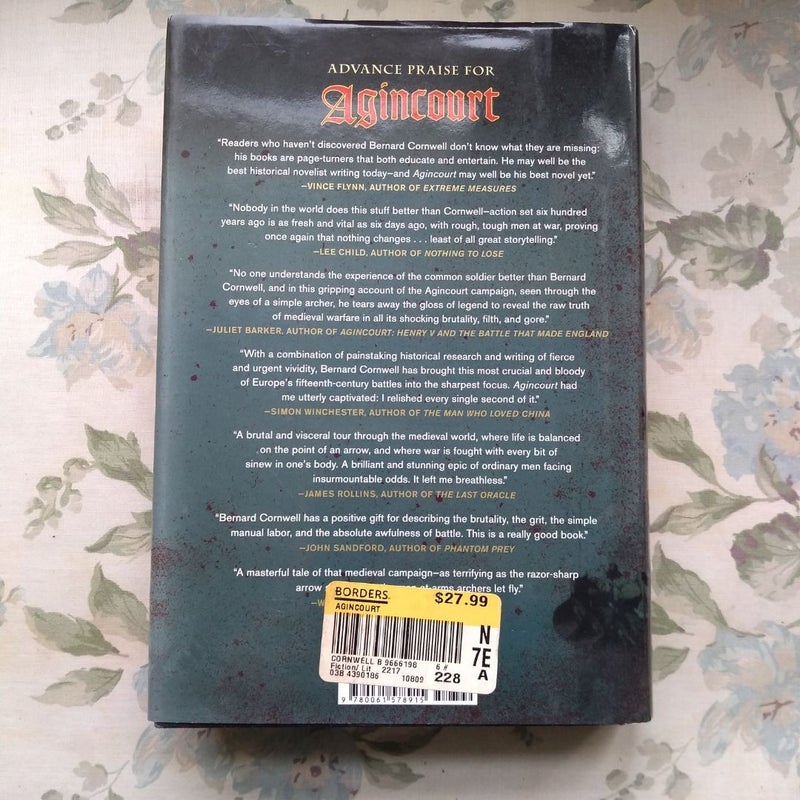 ADVANCE PRAISE FOR
Agincourt
“Readers who haven’t discovered Bernard Cornwell don’t know what they are missing:
his books are page-turners that both educate and entertain. He may well be the
best historical novelist writing today—and Agincourt may well be his best novel yet.”
—VINCE FLYNN, AUTHOR OF EXTREME MEASURES
“Nobody in the world does this stuff better than Cornwell—action set six hundred
years ago is as fresh and vital as six days ago, with rough, tough men at war, proving
once again that nothing changes . . . least of all great storytelling.”
—LEE CHILD, AUTHOR OF NOTHING TO LOSE
“No one understands the experience of the common soldier better than Bernard
Cornwell, and in this gripping account of the Agincourt campaign, seen through the
eyes of a simple archer, he tears away the gloss of legend to reveal the raw truth
of medieval warfare in all its shocking brutality, filth, and gore.”
—JULIET BARKER, AUTHOR OF AGINCOURT: HENRY V AND THE BATTLE THAT MADE ENGLAND
“With a combination of painstaking historical research and writing of fierce
and urgent vividity, Bernard Cornwell has brought this most crucial and bloody
of Europe’s fifteenth-century battles into the sharpest focus. Agincourt had
me utterly captivated: I relished every single second of it.”
—SIMON WINCHESTER, AUTHOR OF THE MAN WHO LOVED CHINA
“A brutal and visceral tour through the medieval world, where life is balanced
on the point of an arrow, and where war is fought with every bit of
sinew in one’s body. A brilliant and stunning epic of ordinary men facing
insurmountable odds. It left me breathless.”
—JAMES ROLLINS, AUTHOR OF THE LAST ORACLE
“Bernard Cornwell has a positive gift for describing the brutality, the grit, the simple
manual labor, and the absolute awfulness of battle. This is a really good book.”
—JOHN SANDFORD, AUTHOR OF PHANTOM PREY
“A masterful tale of that medieval campaign—as terrifying as the razor-sharp
arrow archers let fly.”
BORDERS. $27.99
AGINCOURT
N
7E
A
CORNWELL B 9666198 6 #
Fiction/ Lit 2217 228
03B 4390186 10809
9 780061 578915